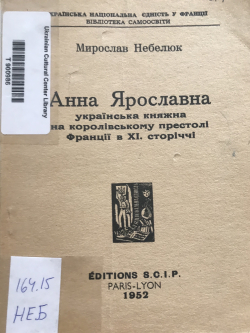 УКРАЇНСЬКА НАЦІОНАЛЬНА ЄДНІСТЬ У ФРАНЦІЇ
БІБЛІОТЕКА САМООСВІТИ
Ukrainian Cultural Center Library
Мирослав Небелюк
Анна Ярославна
українська княжна
на королівському престолі
Франції в XI. сторіччі
164.15
НЕБ
ÉDITIONS S.C.I.P.
PARIS-LYON
1952